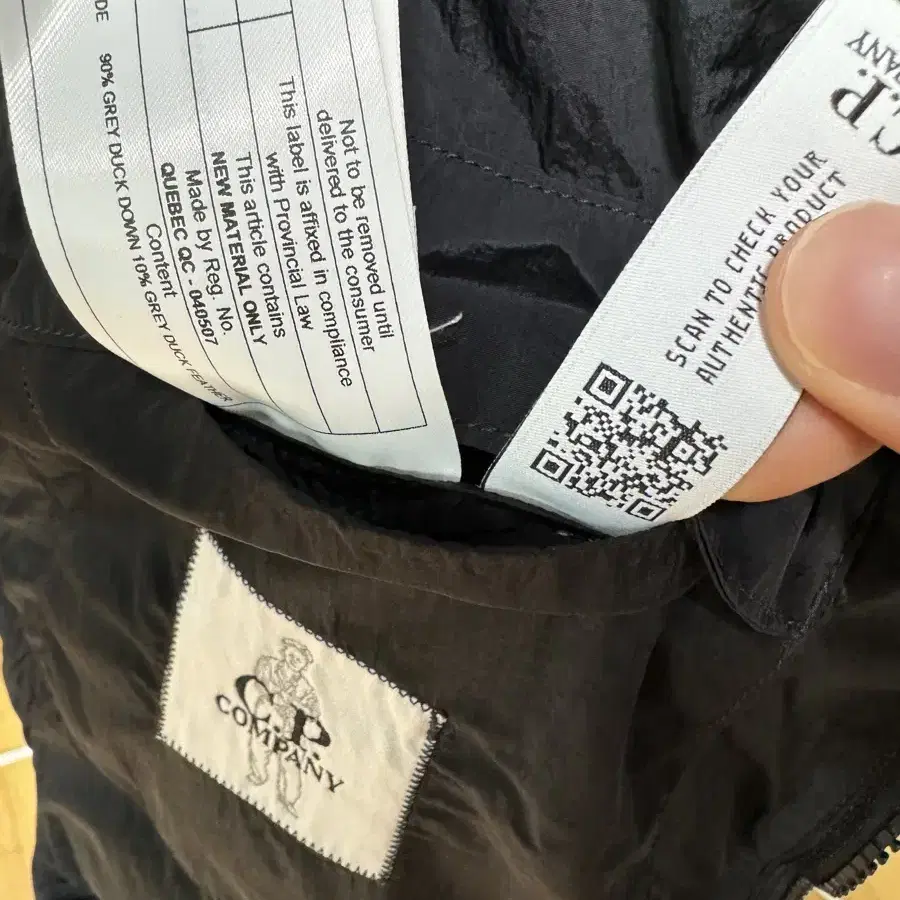 Not to be removed until
delivered to the consumer
This label is affixed in compliance
with Provincial Law
This article contains
NEW MATERIAL ONLY
Made by Reg. No.
QUEBEC QC - 040507
Content
90% GREY DUCK DOWN 10% GREY DUCK FEATHER
DE
C.P.
MPANY
SCAN TO CHECK YOUR
AUTHENTIC PRODUCT
C.P.
COMPANY